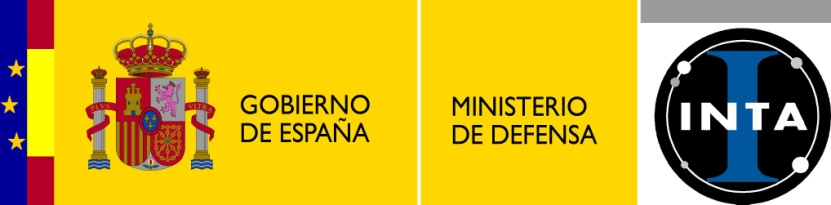 PLVS
VLTRA
GOBIERNO
DE ESPAÑA
MINISTERIO
DE DEFENSA
INTA